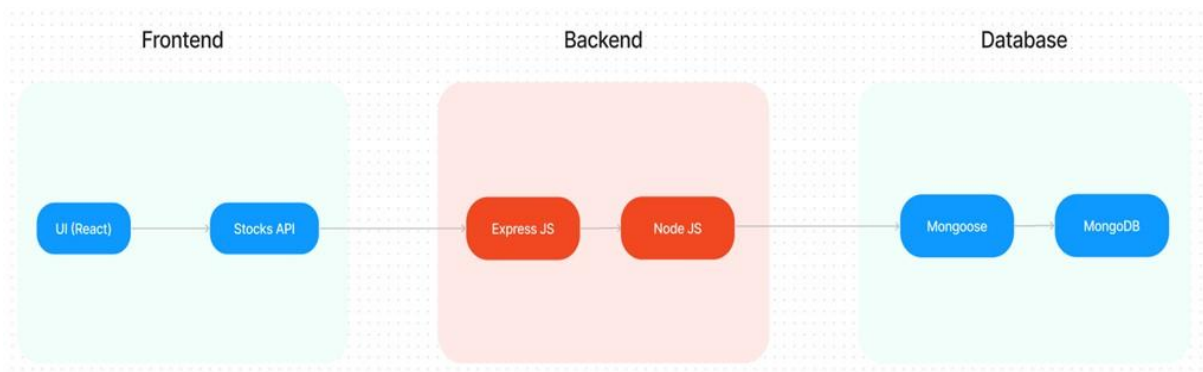 Frontend
Backend
Database
UI (React)
Stocks API
Express JS
Node JS
Mongoose
MongoDB